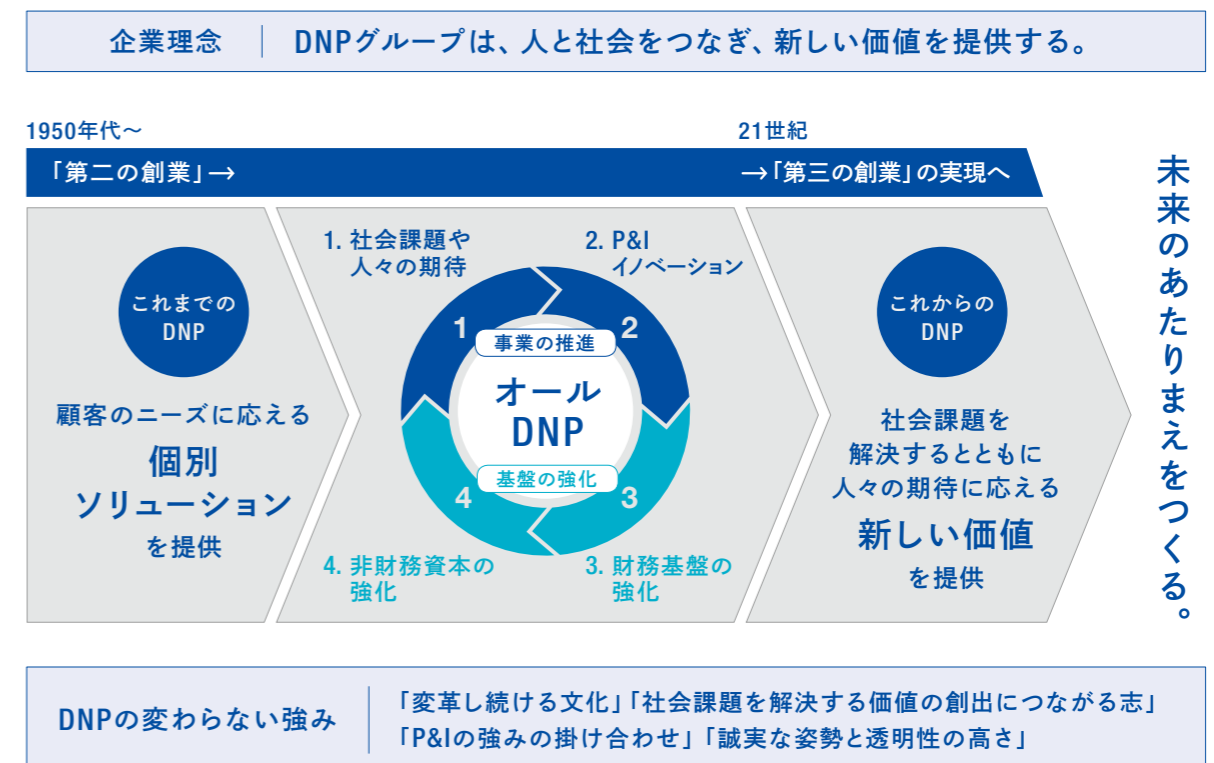 企業理念
DNPグループは、人と社会をつなぎ、新しい価値を提供する。
1950年代～
21世紀
「第二の創業」→
→「第三の創業」の実現へ
これまでの
DNP
顧客のニーズに応える
個別
ソリューション
を提供
1. 社会課題や
人々の期待
2. P&I
イノベーション
1
2
事業の推進
オール
DNP
基盤の強化
4
3
4. 非財務資本の
強化
3. 財務基盤の
強化
これからの
DNP
社会課題を
解決するとともに
人々の期待に応える
新しい価値
を提供
未来のあたりまえをつくる。
DNPの変わらない強み
「変革し続ける文化」「社会課題を解決する価値の創出につながる志」
「P&Iの強みの掛け合わせ」「誠実な姿勢と透明性の高さ」